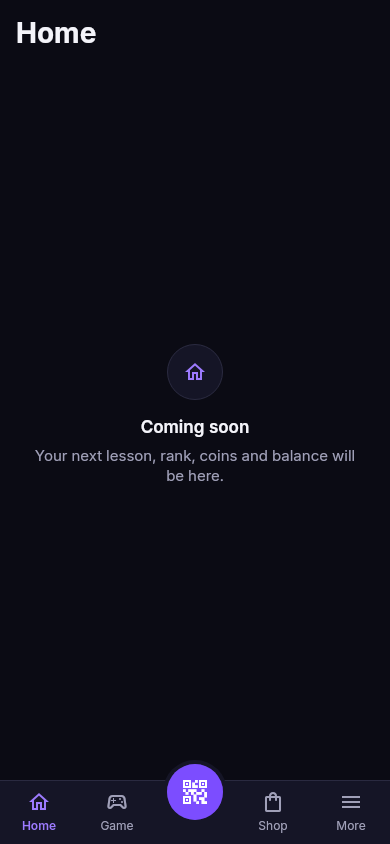 Home
Coming soon
Your next lesson, rank, coins and balance will
be here.
Home
Game
Shop
More